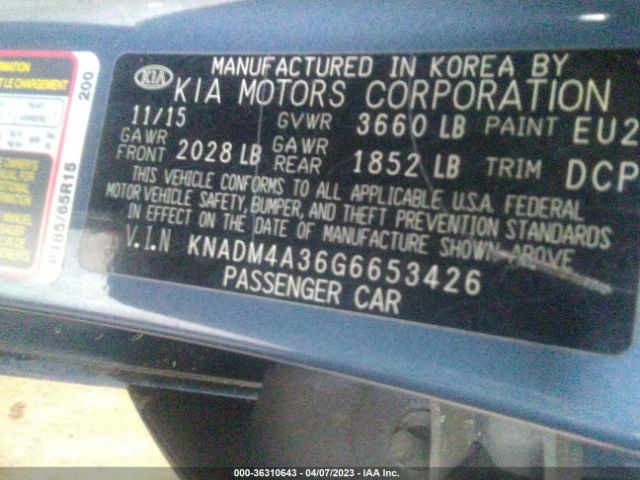 MANUFACTURED IN KOREA BY
KIA KIA MOTORS CORPORATION
11/15 GVWR 3660 LB PAINT EU2
GAWR FRONT 2028 LB GAWR REAR 1852 LB TRIM DCP
THIS VEHICLE CONFORMS TO ALL APPLICABLE U.S.A. FEDERAL
MOTOR VEHICLE SAFETY, BUMPER, AND THEFT PREVENTION STANDARDS
IN EFFECT ON THE DATE OF MANUFACTURE SHOWN ABOVE
V.I.N KNADM4A36G6653426
PASSENGER CAR
T LE CHARGEMENT
200
P185/65R15
000-36310643 - 04/07/2023 - IAA Inc.